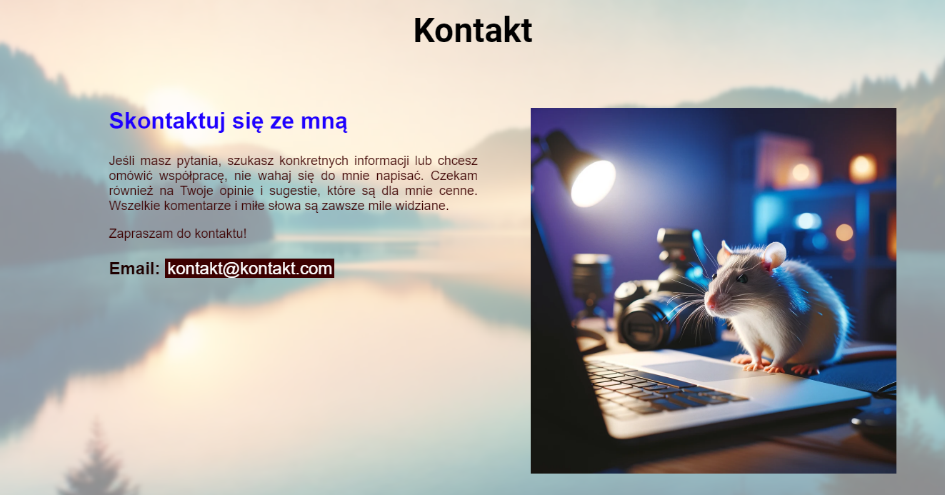 Kontakt
Skontaktuj się ze mną
Jeśli masz pytania, szukasz konkretnych informacji lub chcesz
omówić współpracę, nie wahaj się do mnie napisać. Czekam
również na Twoje opinie i sugestie, które są dla mnie cenne.
Wszelkie komentarze i miłe słowa są zawsze mile widziane.
Zapraszam do kontaktu!
Email: kontakt@kontakt.com